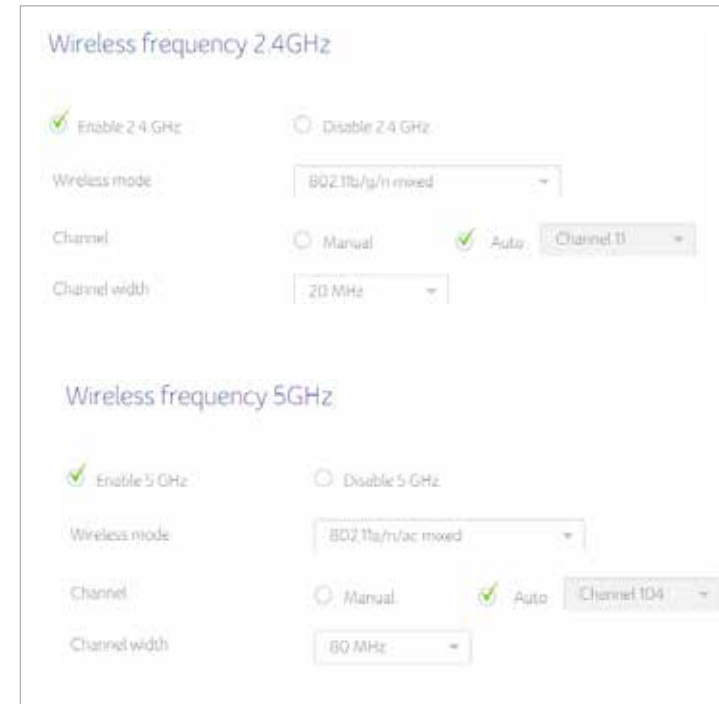 Wireless frequency 2.4GHz
Enable 2.4 GHz Disable 2.4 GHz
Wireless mode 802.11b/g/n mixed
Channel Manual Auto Channel 11
Channel width 20 MHz
Wireless frequency 5GHz
Enable 5 GHz Disable 5 GHz
Wireless mode 802.11a/n/ac mixed
Channel Manual Auto Channel 104
Channel width 80 MHz